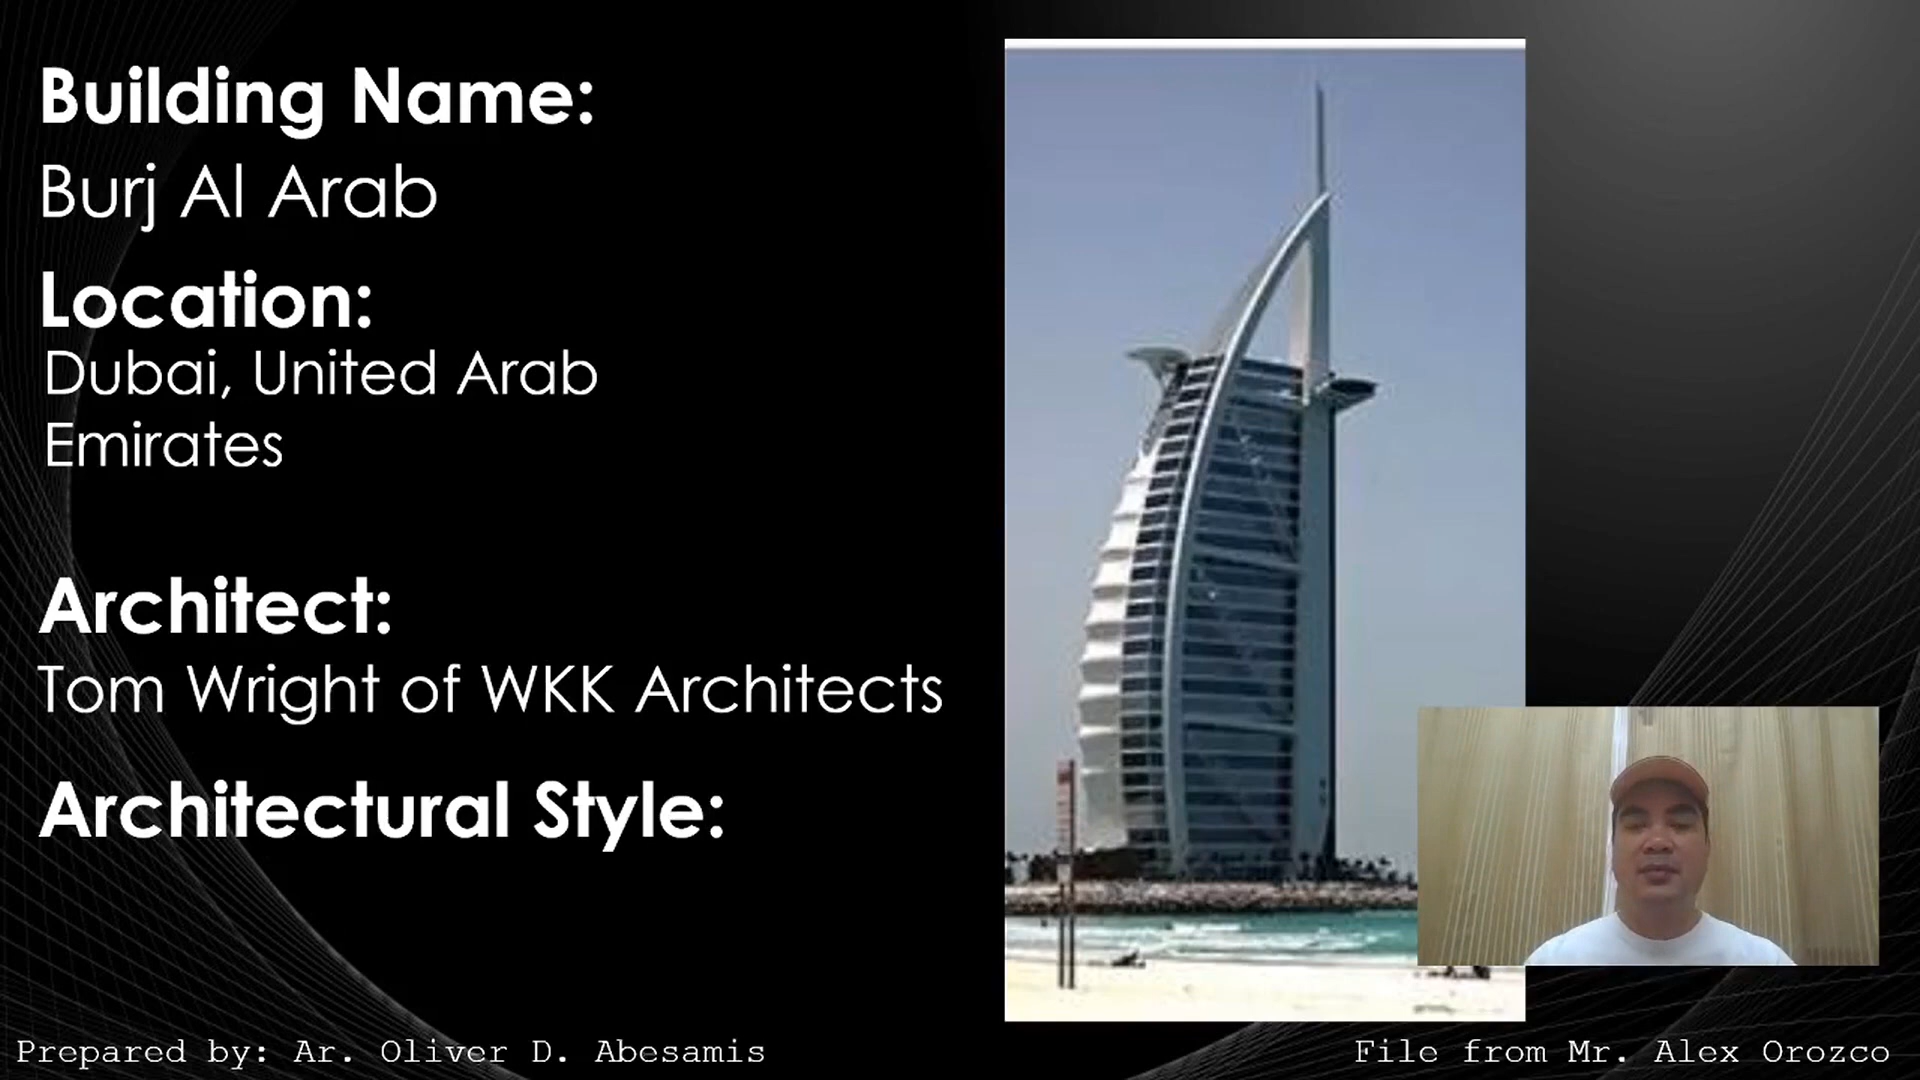 Building Name:
Burj Al Arab
Location:
Dubai, United Arab
Emirates
Architect:
Tom Wright of WKK Architects
Architectural Style:
Prepared by: Ar. Oliver D. Abesamis
File from Mr. Alex Orozco